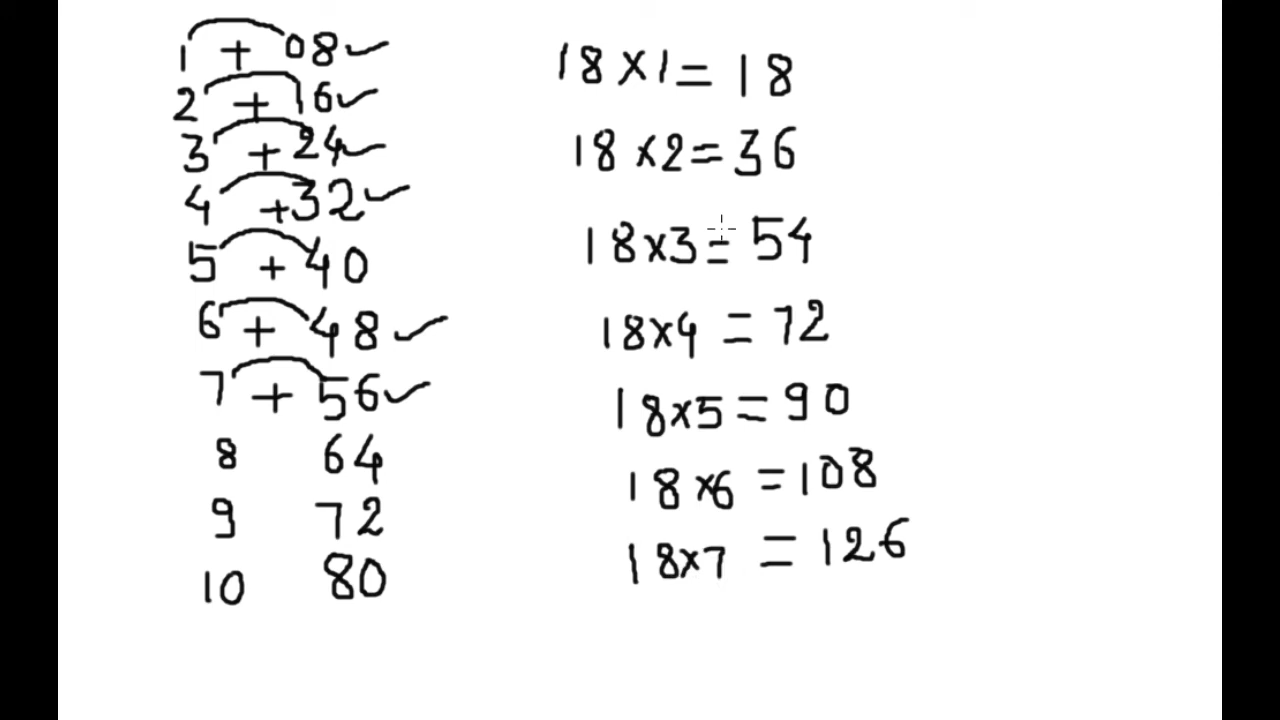 1 + 08 ✓
2 + 16 ✓
3 + 24 ✓
4 + 32 ✓
5 + 40
6 + 48 ✓
7 + 56 ✓
8 64
9 72
10 80
18 × 1 = 18
18 × 2 = 36
18 × 3 = 54
18 × 4 = 72
18 × 5 = 90
18 × 6 = 108
18 × 7 = 126